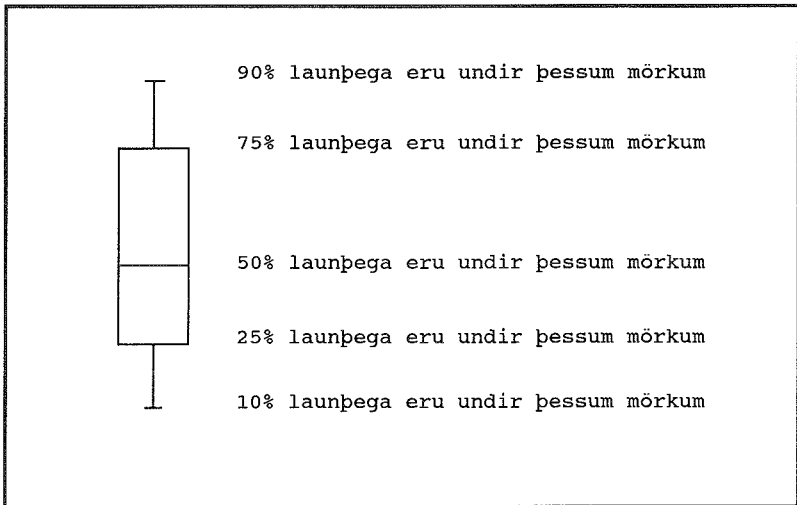 90% launþega eru undir þessum mörkum
75% launþega eru undir þessum mörkum
50% launþega eru undir þessum mörkum
25% launþega eru undir þessum mörkum
10% launþega eru undir þessum mörkum